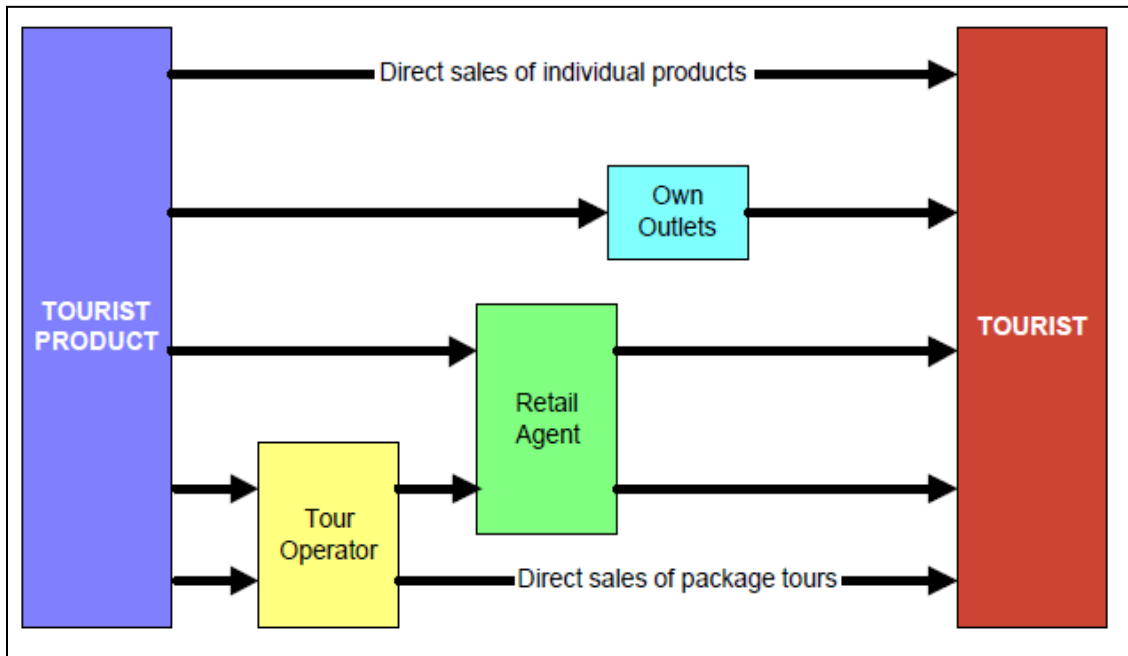 Direct sales of individual products
Own
Outlets
TOURIST
PRODUCT
TOURIST
Retail
Agent
Tour
Operator
Direct sales of package tours